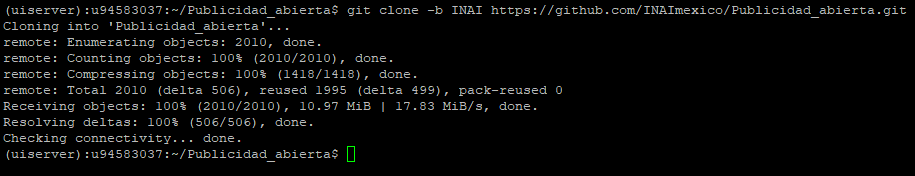 (uiserver):u94583037:~/Publicidad_abierta$ git clone -b INAI https://github.com/INAImexico/Publicidad_abierta.git
Cloning into 'Publicidad_abierta'...
remote: Enumerating objects: 2010, done.
remote: Counting objects: 100% (2010/2010), done.
remote: Compressing objects: 100% (1418/1418), done.
remote: Total 2010 (delta 506), reused 1995 (delta 499), pack-reused 0
Receiving objects: 100% (2010/2010), 10.97 MiB | 17.83 MiB/s, done.
Resolving deltas: 100% (506/506), done.
Checking connectivity... done.
(uiserver):u94583037:~/Publicidad_abierta$